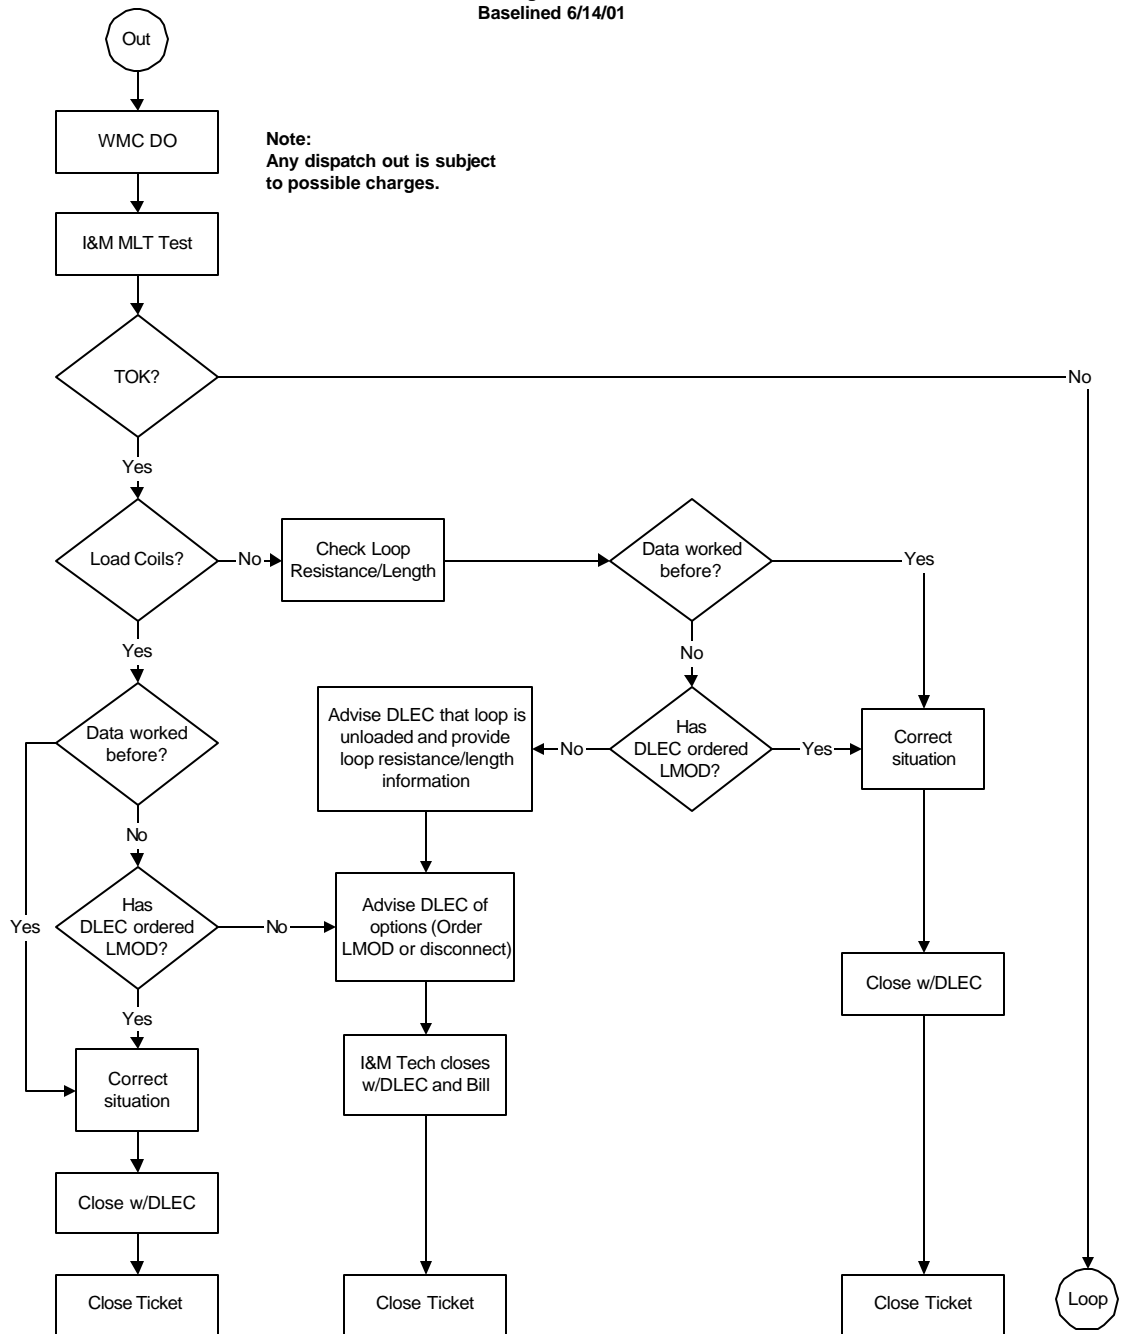 Baselined 6/14/01
Out
WMC DO
Note:
Any dispatch out is subject
to possible charges.
I&M MLT Test
TOK?
No
Yes
Load Coils?
No
Check Loop
Resistance/Length
Data worked
before?
Yes
Yes
No
Data worked
before?
Advise DLEC that loop is
unloaded and provide
loop resistance/length
information
No
Has
DLEC ordered
LMOD?
Yes
Correct
situation
No
Yes
Has
DLEC ordered
LMOD?
No
Advise DLEC of
options (Order
LMOD or disconnect)
Close w/DLEC
Yes
Correct
situation
I&M Tech closes
w/DLEC and Bill
Close w/DLEC
Close Ticket
Close Ticket
Close Ticket
Loop